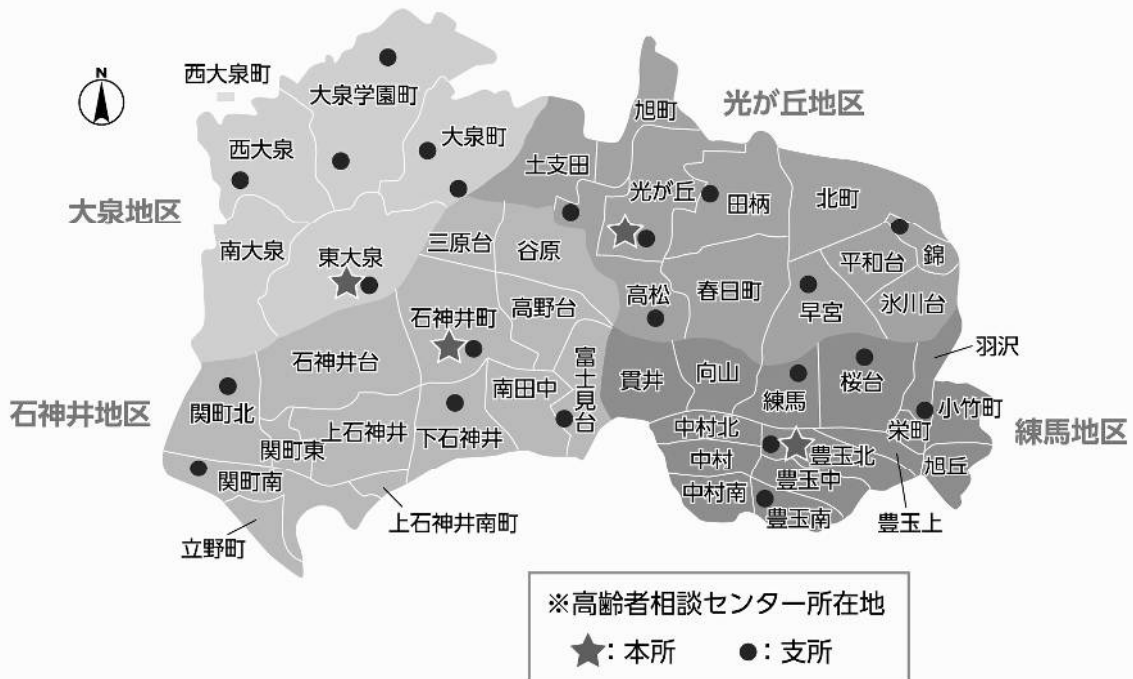 N
西大泉町
大泉学園町
旭町
光が丘地区
大泉町
西大泉
土支田
光が丘
田柄
北町
大泉地区
南大泉
東大泉
三原台
谷原
平和台
錦
高松
春日町
早宮
氷川台
石神井町
高野台
羽沢
石神井台
富士見台
貫井
向山
練馬
桜台
南田中
小竹町
石神井地区
関町北
上石神井
下石神井
中村北
栄町
練馬地区
関町東
中村
豊玉北
旭丘
関町南
豊玉中
中村南
豊玉南
豊玉上
上石神井南町
立野町
※高齢者相談センター所在地
★：本所 ●：支所